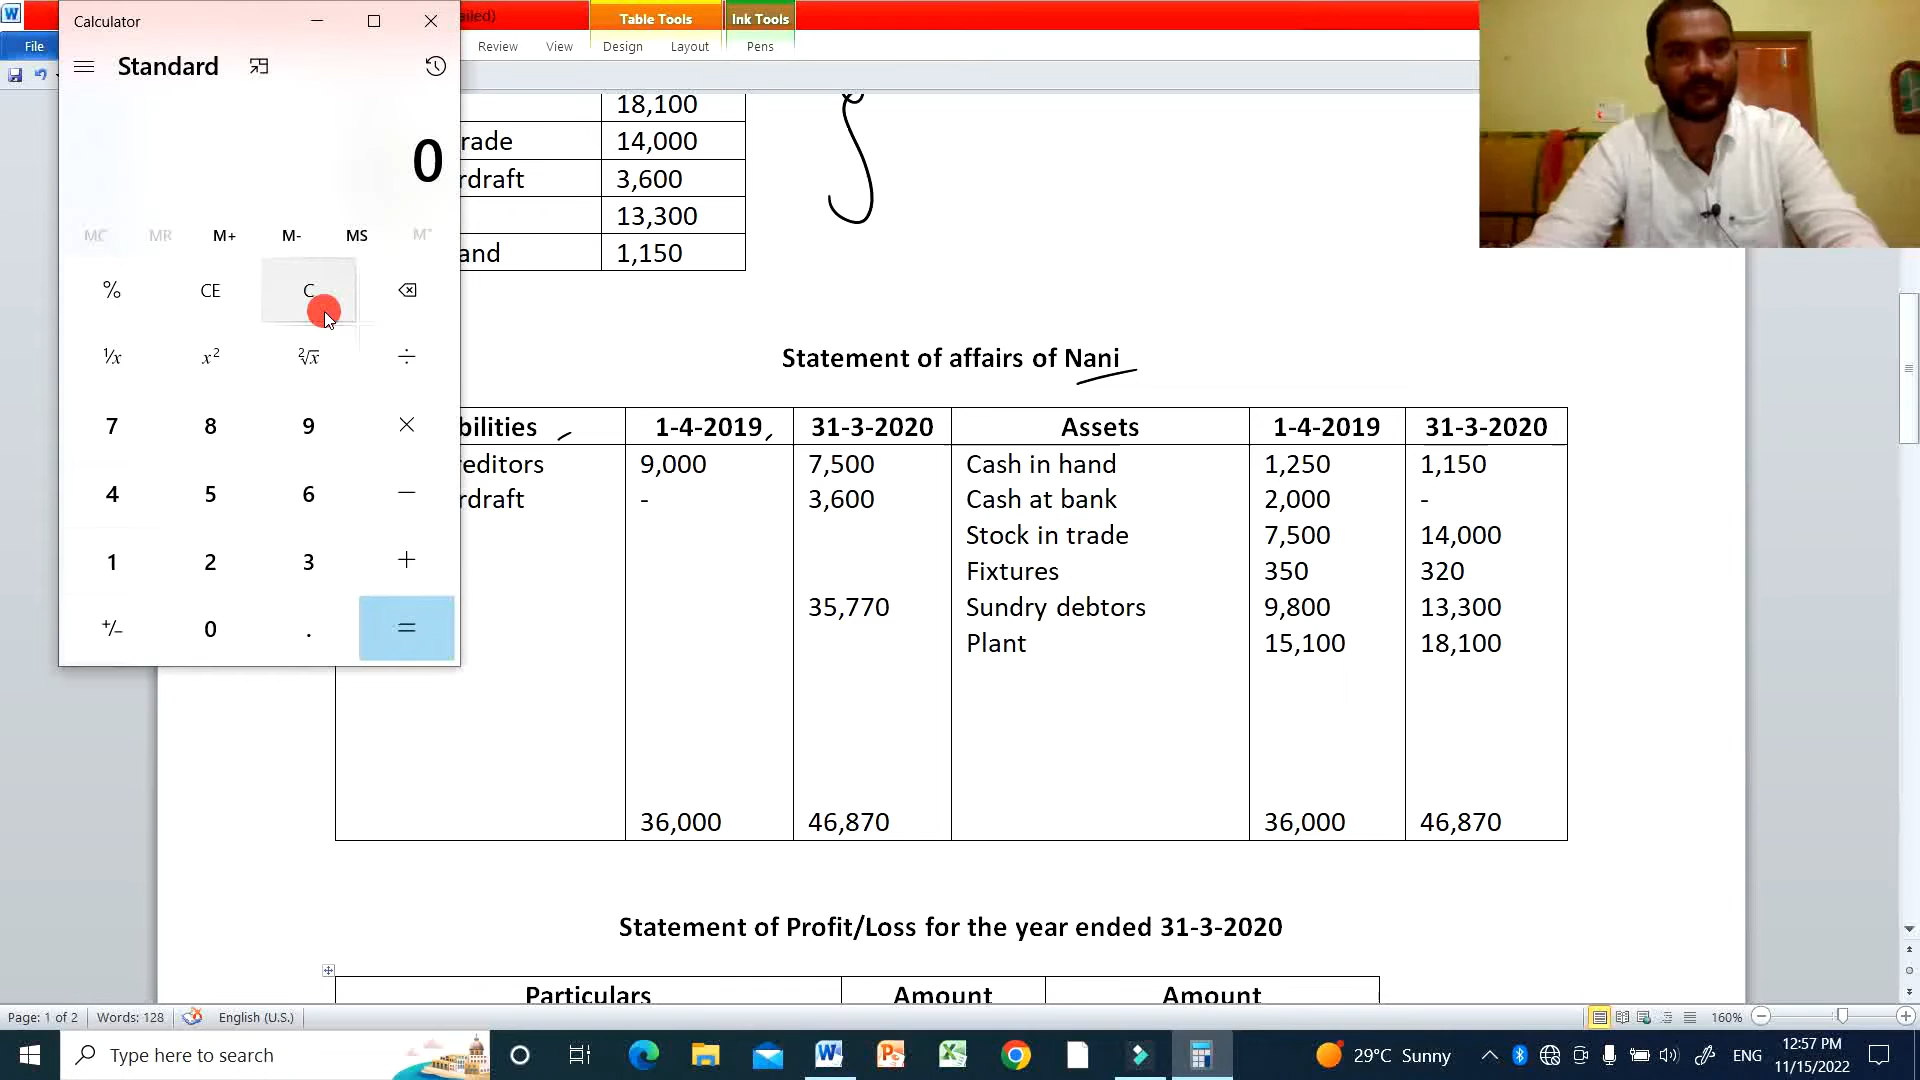 Calculator
iled)
Table Tools
Ink Tools
File
Review
View
Design
Layout
Pens
Standard
0
MC MR M+ M- MS
% CE C
¹/x x² ²√x ÷
7 8 9 ×
4 5 6 −
1 2 3 +
+/− 0 . =
18,100
rade 14,000
rdraft 3,600
13,300
and 1,150
Statement of affairs of Nani
bilities 1-4-2019 31-3-2020 Assets 1-4-2019 31-3-2020
reditors 9,000 7,500 Cash in hand 1,250 1,150
rdraft - 3,600 Cash at bank 2,000 -
Stock in trade 7,500 14,000
Fixtures 350 320
35,770 Sundry debtors 9,800 13,300
Plant 15,100 18,100
36,000 46,870 36,000 46,870
Statement of Profit/Loss for the year ended 31-3-2020
Particulars Amount Amount
Page: 1 of 2 Words: 128 English (U.S.) 160%
Type here to search
29°C Sunny
ENG
12:57 PM
11/15/2022